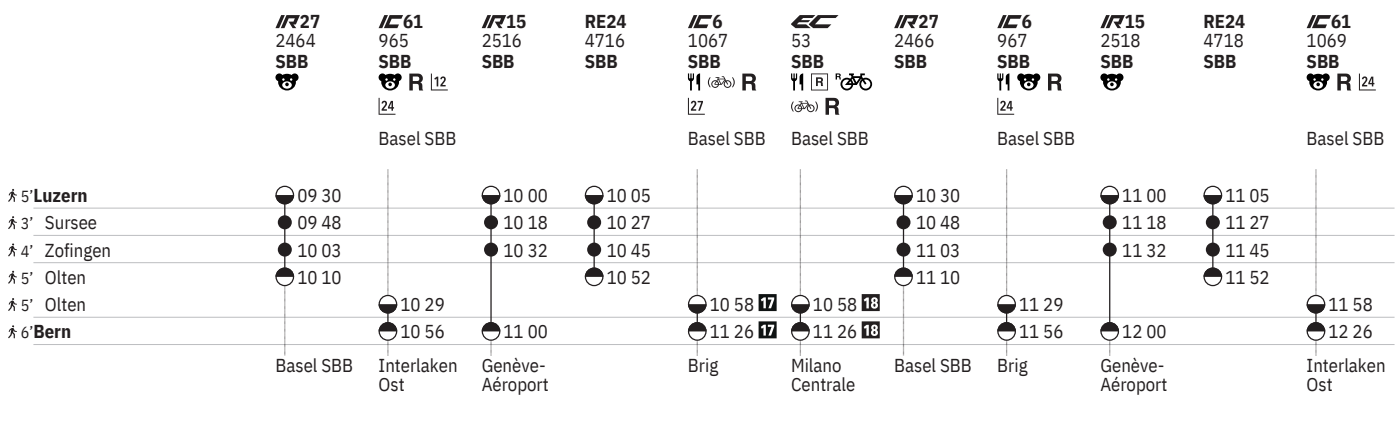 IR27 IC61 IR15 RE24 IC6 EC IR27 IC6 IR15 RE24 IC61
2464 965 2516 4716 1067 53 2466 967 2518 4718 1069
SBB SBB SBB SBB SBB SBB SBB SBB SBB SBB SBB
R 12 R R R R R 24
24 27 R 24
Basel SBB Basel SBB Basel SBB Basel SBB Basel SBB
5’ Luzern 09 30 10 00 10 05 10 30 11 00 11 05
3’ Sursee 09 48 10 18 10 27 10 48 11 18 11 27
4’ Zofingen 10 03 10 32 10 45 11 03 11 32 11 45
5’ Olten 10 10 10 52 11 10 11 52
5’ Olten 10 29 10 58 17 10 58 18 11 29 11 58
6’ Bern 10 56 11 00 11 26 17 11 26 18 11 56 12 00 12 26
Basel SBB Interlaken Genève- Brig Milano Basel SBB Brig Genève- Interlaken
Ost Aéroport Centrale Aéroport Ost